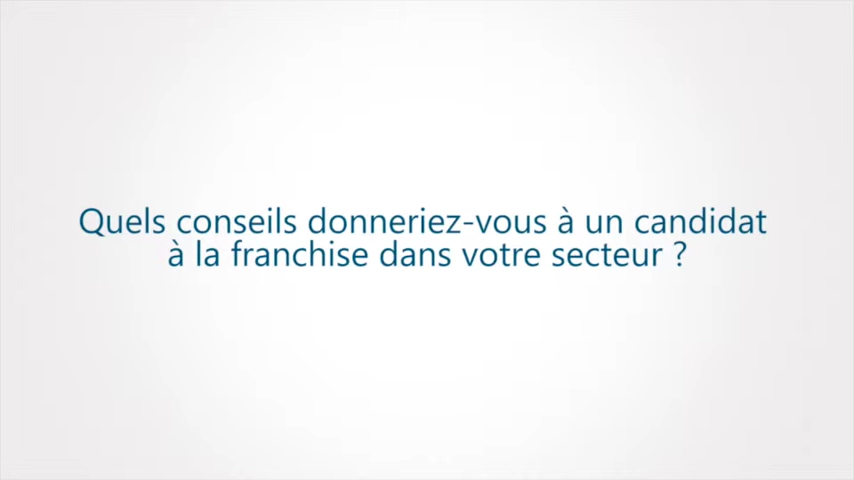 Quels conseils donneriez-vous à un candidat
à la franchise dans votre secteur ?